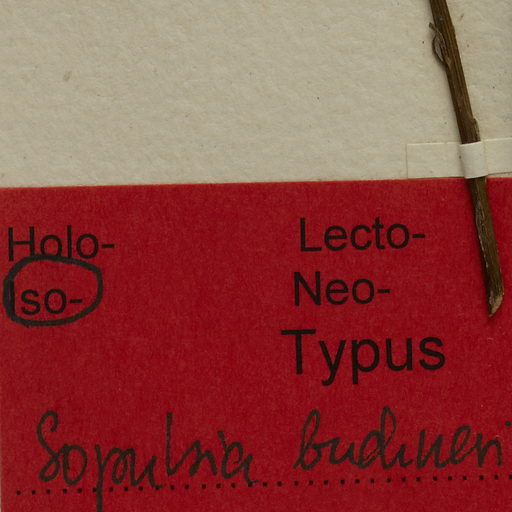 Holo- Lecto-
Iso- Neo-
Typus
Sopubia buchneri